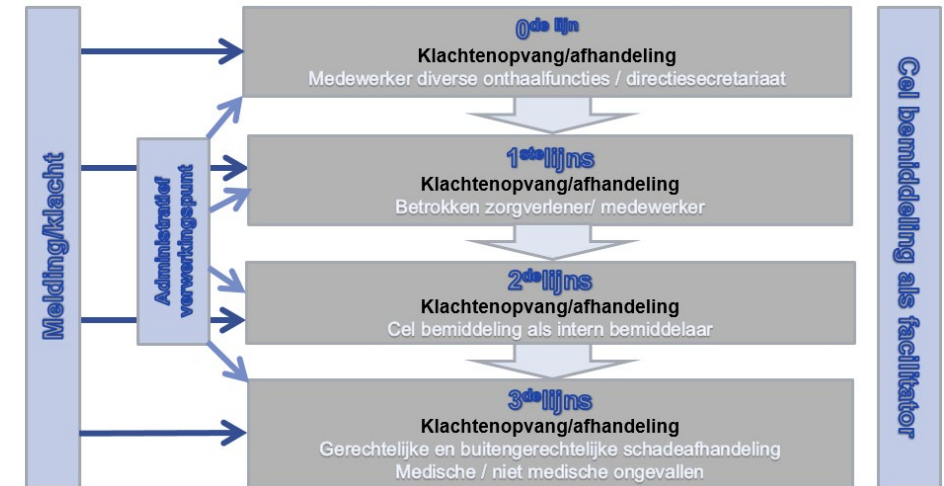 Melding/klacht
Administratief
verwerkingspunt
0de lijn
Klachtenopvang/afhandeling
Medewerker diverse onthaalfuncties / directiesecretariaat
1stelijns
Klachtenopvang/afhandeling
Betrokken zorgverlener/ medewerker
2delijns
Klachtenopvang/afhandeling
Cel bemiddeling als intern bemiddelaar
3delijns
Klachtenopvang/afhandeling
Gerechtelijke en buitengerechtelijke schadeafhandeling
Medische / niet medische ongevallen
Cel bemiddeling als facilitator